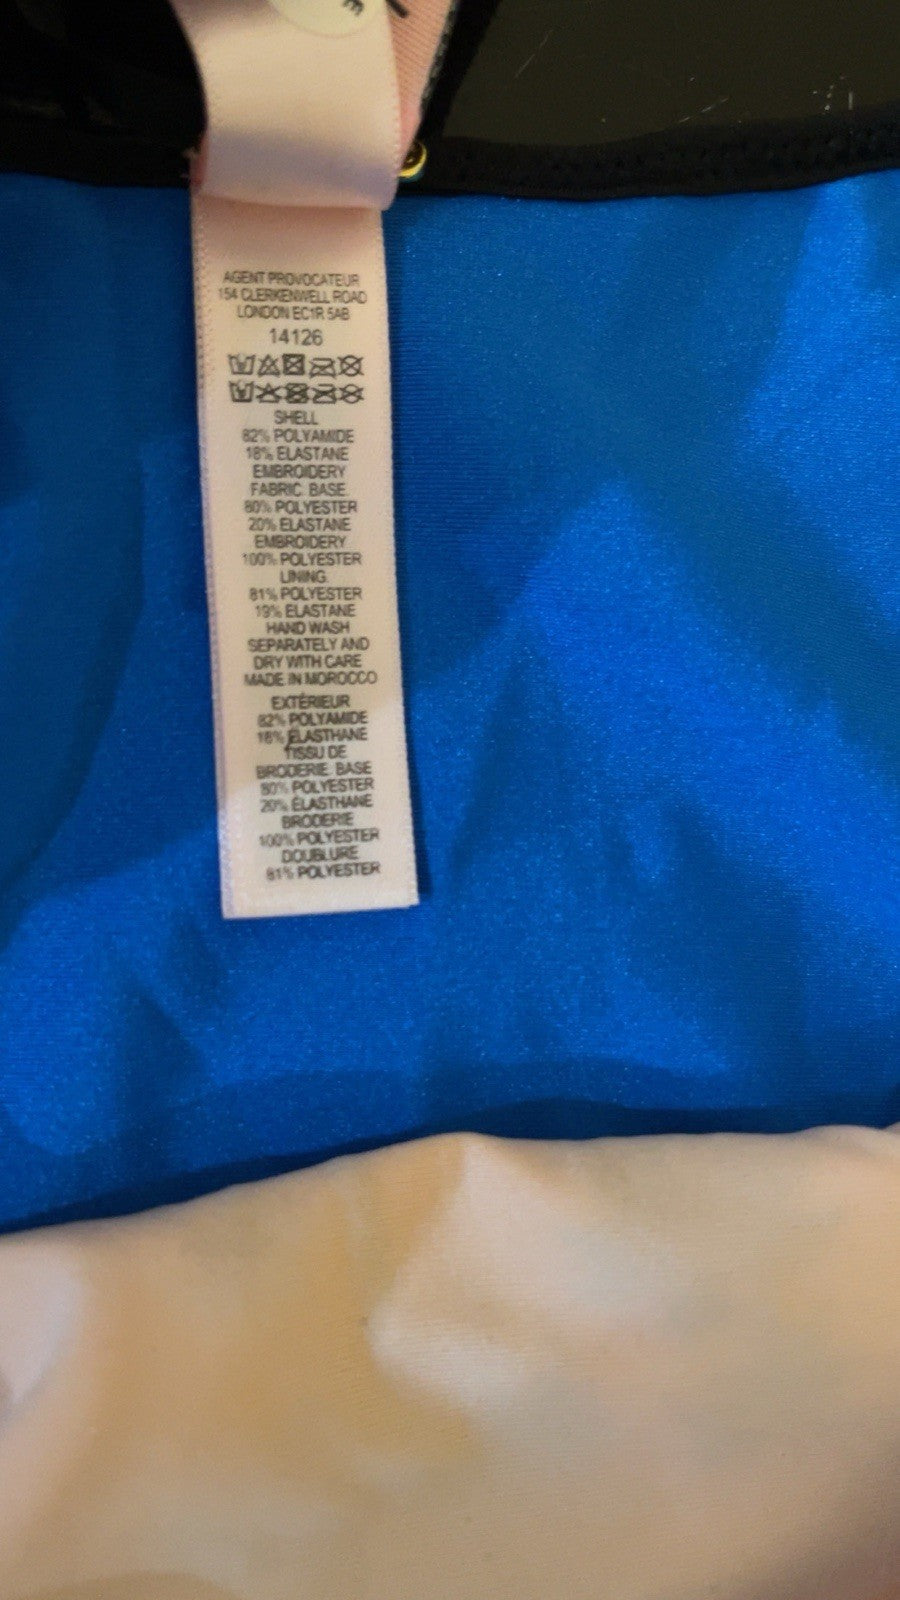 AGENT PROVOCATEUR
154 CLERKENWELL ROAD
LONDON EC1R 5AB
14126
SHELL
82% POLYAMIDE
18% ELASTANE
EMBROIDERY
FABRIC. BASE.
80% POLYESTER
20% ELASTANE
EMBROIDERY
100% POLYESTER
LINING.
81% POLYESTER
19% ELASTANE
HAND WASH
SEPARATELY AND
DRY WITH CARE
MADE IN MOROCCO
EXTÉRIEUR
82% POLYAMIDE
18% ÉLASTHANE
TISSU DE
BRODERIE. BASE
80% POLYESTER
20% ÉLASTHANE
BRODERIE
100% POLYESTER
DOUBLURE
81% POLYESTER